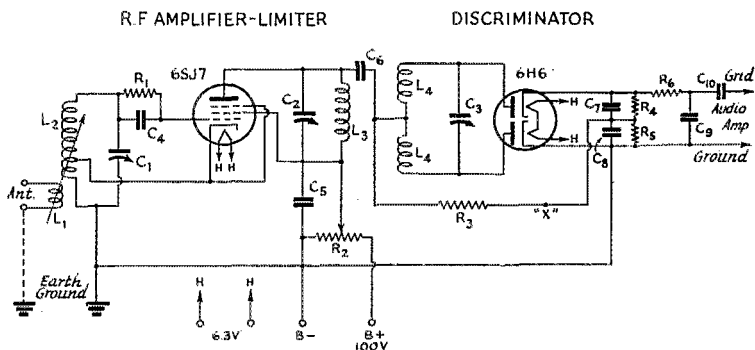 R.F AMPLIFIER-LIMITER
DISCRIMINATOR
6SJ7
6H6
R1
C4
L2
C1
L1
Ant.
Earth
Ground
C2
L3
C6
C5
R2
L4
L4
C3
H
H
H
H
C7
C8
R4
R5
R6
C9
C10
Grid
Audio
Amp
Ground
R3
"X"
H
H
6.3V
B-
B+
100V